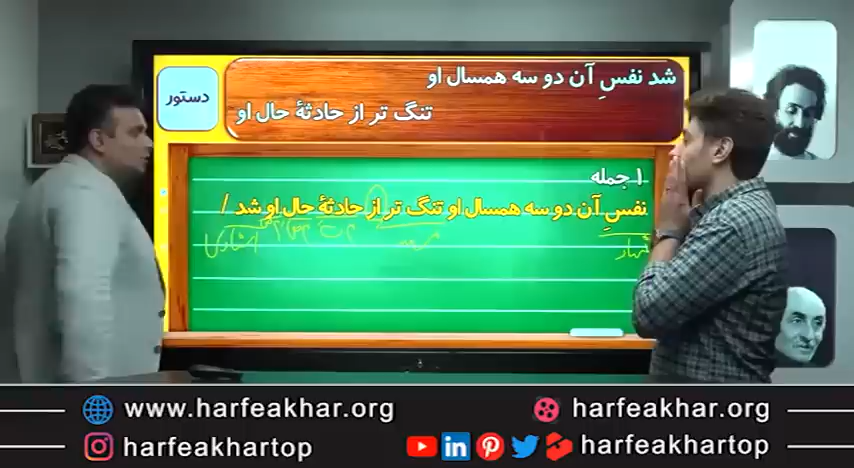 شد نفسِ آن دو سه همسال او
دستور
تنگ تر از حادثهٔ حال او
۱ جمله
نفسِ آن دو سه همسال او تنگ تر از حادثهٔ حال او شد /
نهاد
www.harfeakhar.org
harfeakhar.org
harfeakhartop
harfeakhartop